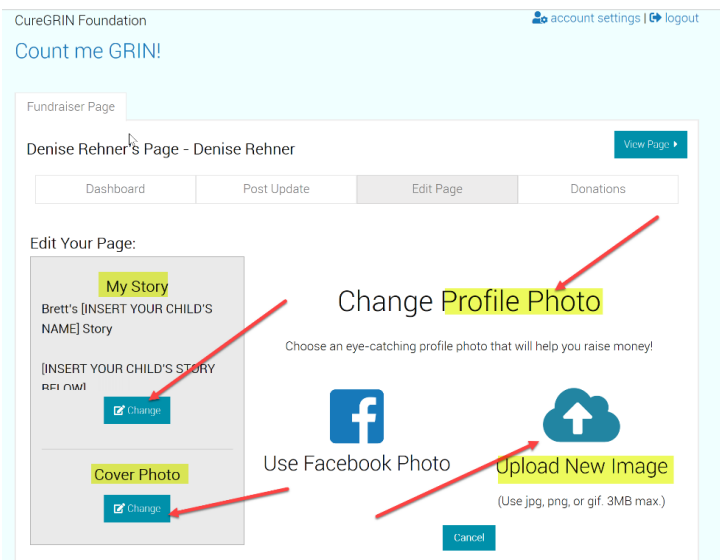 CureGRIN Foundation
account settings | logout
Count me GRIN!
Fundraiser Page
Denise Rehner's Page - Denise Rehner
View Page
Dashboard
Post Update
Edit Page
Donations
Edit Your Page:
My Story
Brett's [INSERT YOUR CHILD'S
NAME] Story
[INSERT YOUR CHILD'S STORY
BELOW]
Change
Cover Photo
Change
Change Profile Photo
Choose an eye-catching profile photo that will help you raise money!
Use Facebook Photo
Upload New Image
(Use jpg, png, or gif. 3MB max.)
Cancel